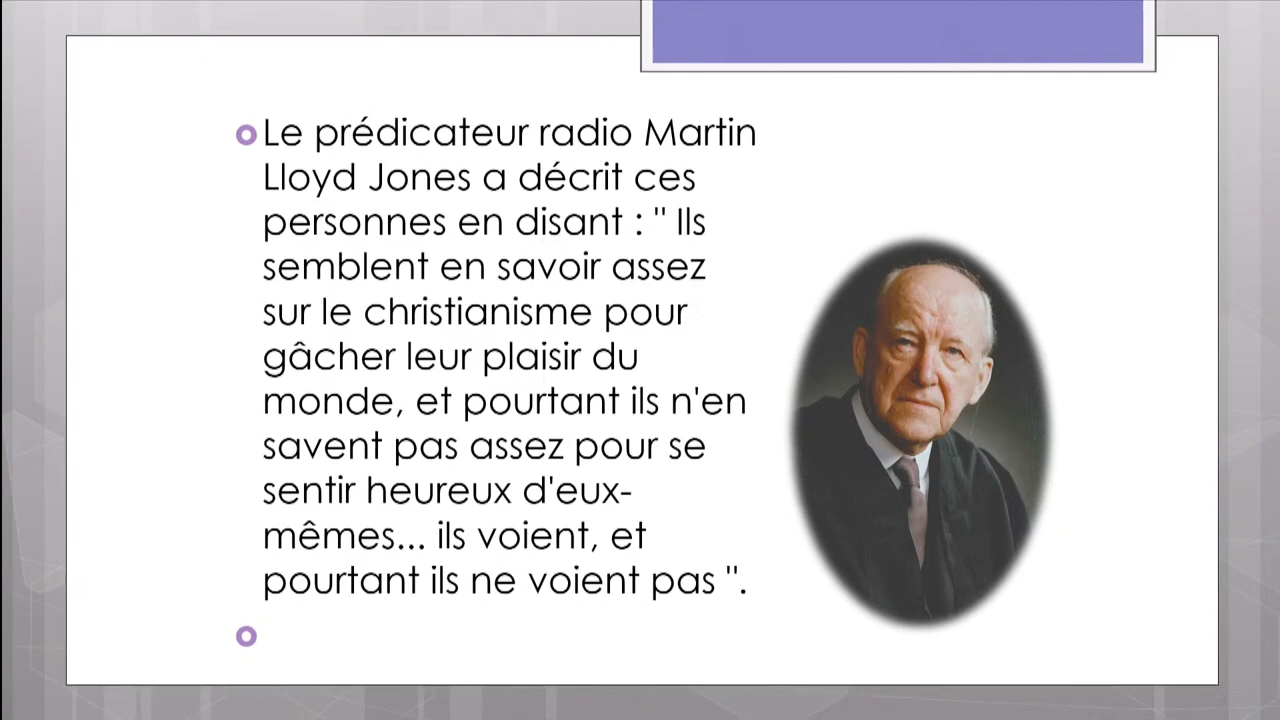 Le prédicateur radio Martin
Lloyd Jones a décrit ces
personnes en disant : " Ils
semblent en savoir assez
sur le christianisme pour
gâcher leur plaisir du
monde, et pourtant ils n'en
savent pas assez pour se
sentir heureux d'eux-
mêmes... ils voient, et
pourtant ils ne voient pas ".